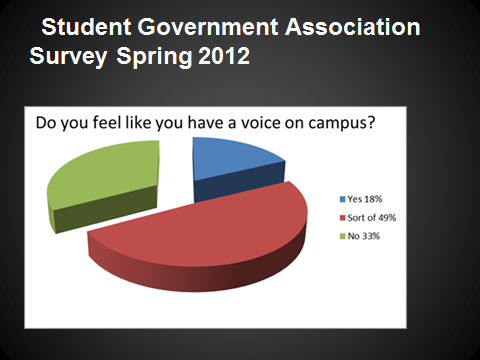 Student Government Association
Survey Spring 2012
Do you feel like you have a voice on campus?
Yes 18%
Sort of 49%
No 33%